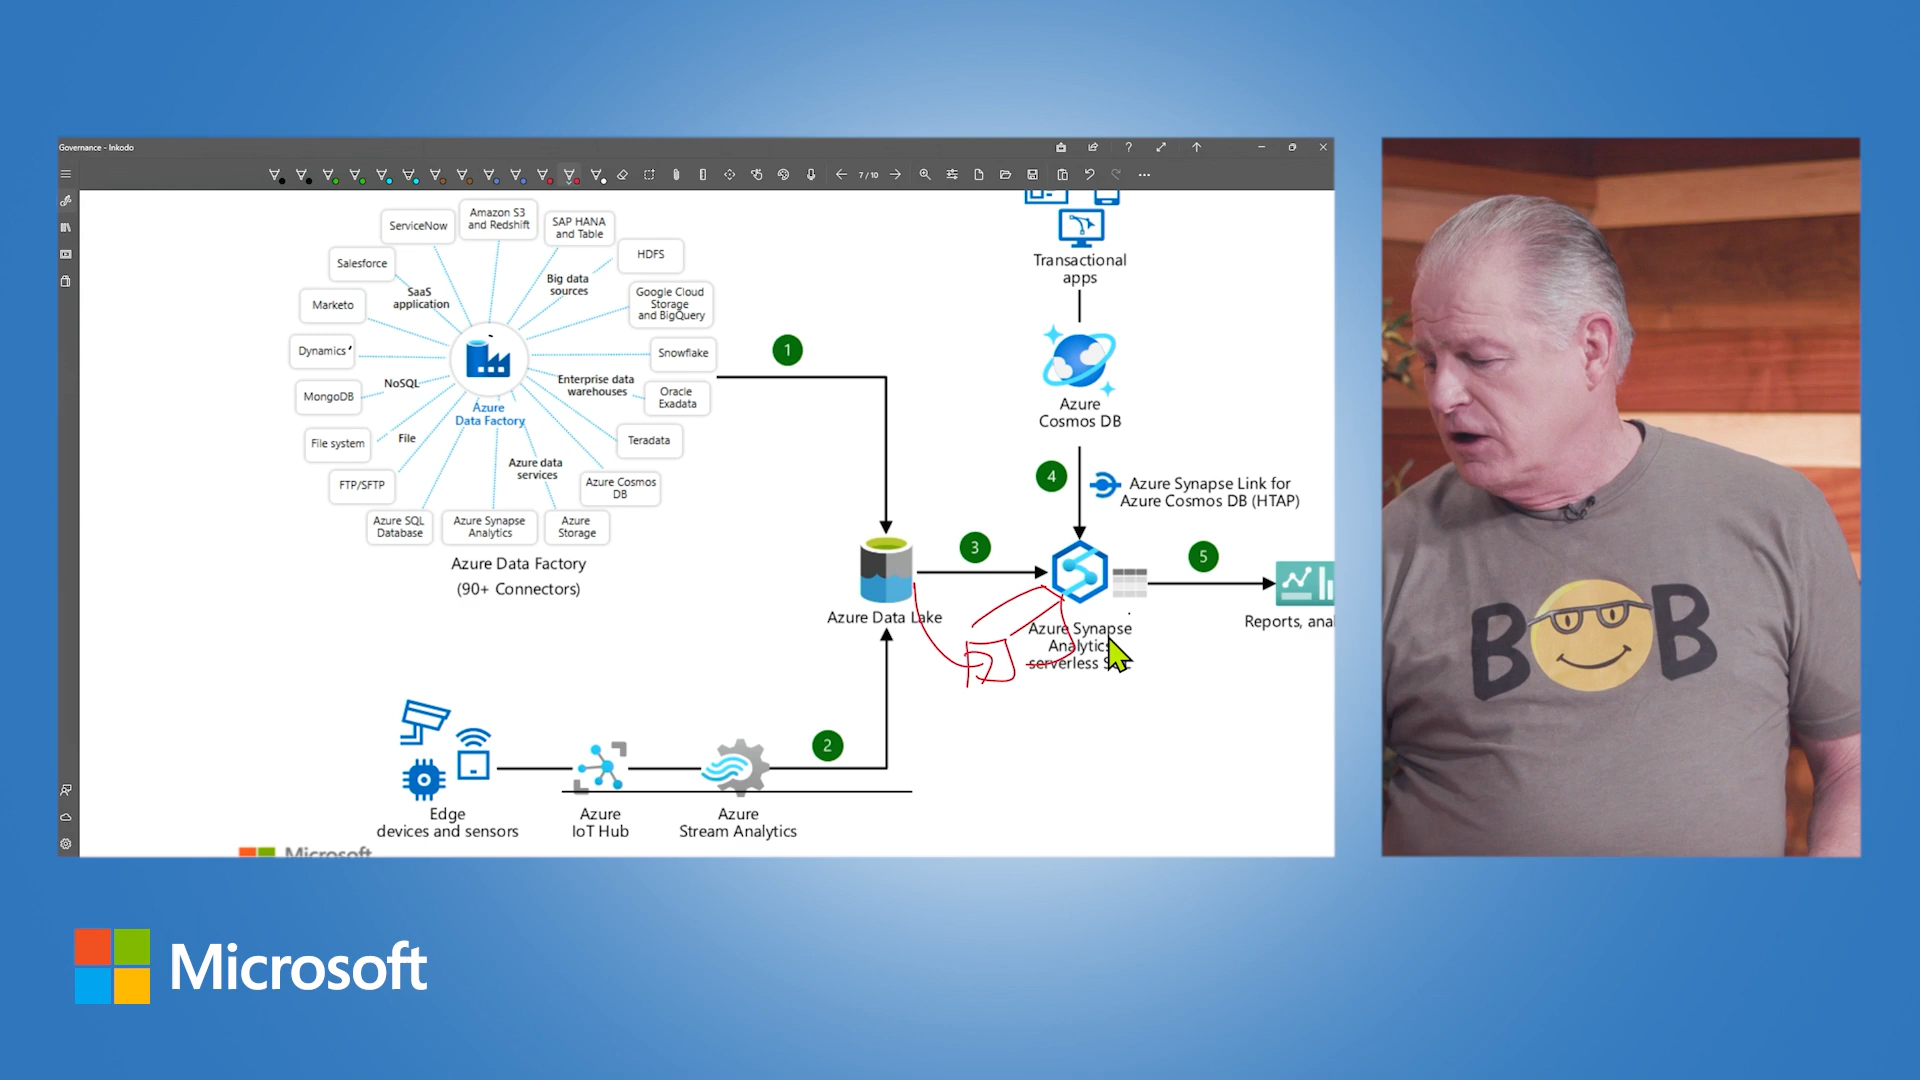 Governance - Inkodo
7 / 10
ServiceNow
Amazon S3
and Redshift
SAP HANA
and Table
HDFS
Salesforce
SaaS
application
Big data
sources
Marketo
Google Cloud
Storage
and BigQuery
Dynamics
Snowflake
NoSQL
Enterprise data
warehouses
MongoDB
Oracle
Exadata
Azure
Data Factory
File system
File
Teradata
Azure data
services
FTP/SFTP
Azure Cosmos
DB
Azure SQL
Database
Azure Synapse
Analytics
Azure
Storage
Azure Data Factory
(90+ Connectors)
1
Transactional
apps
Azure
Cosmos DB
4
Azure Synapse Link for
Azure Cosmos DB (HTAP)
3
5
Azure Data Lake
Azure Synapse
Analytics
serverless
Reports, anal
2
Edge
devices and sensors
Azure
IoT Hub
Azure
Stream Analytics
Microsoft
BOB
Microsoft